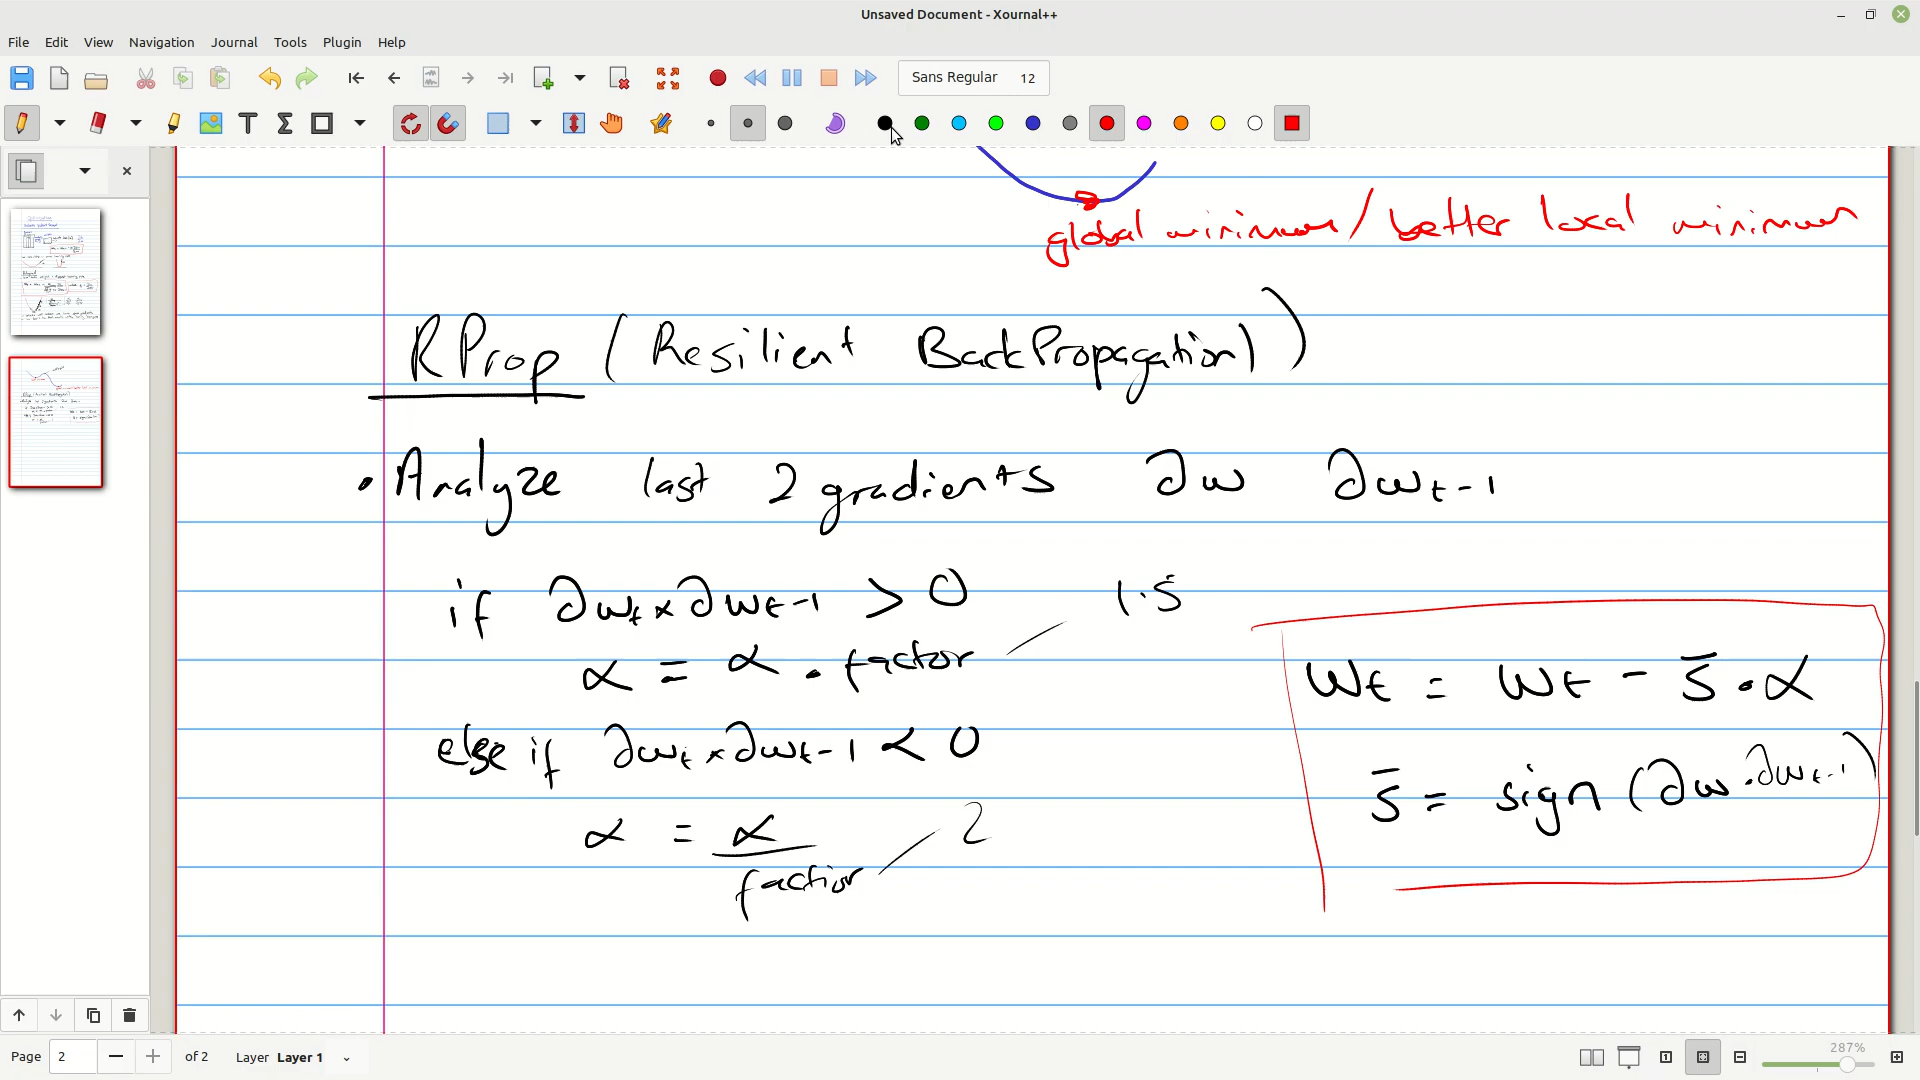 Unsaved Document - Xournal++
File Edit View Navigation Journal Tools Plugin Help
Sans Regular 12
global minimum / better local minimum
RProp (Resilient BackPropagation))
• Analyze last 2 gradients ∂w ∂wt-1
if ∂wt × ∂wt-1 > 0 1.5
α = α • factor
else if ∂wt × ∂wt-1 < 0
α = α / factor 2
wt = wt - s̄ • α
s̄ = sign (∂w • ∂wt-1)
Page 2 of 2 Layer Layer 1 287%